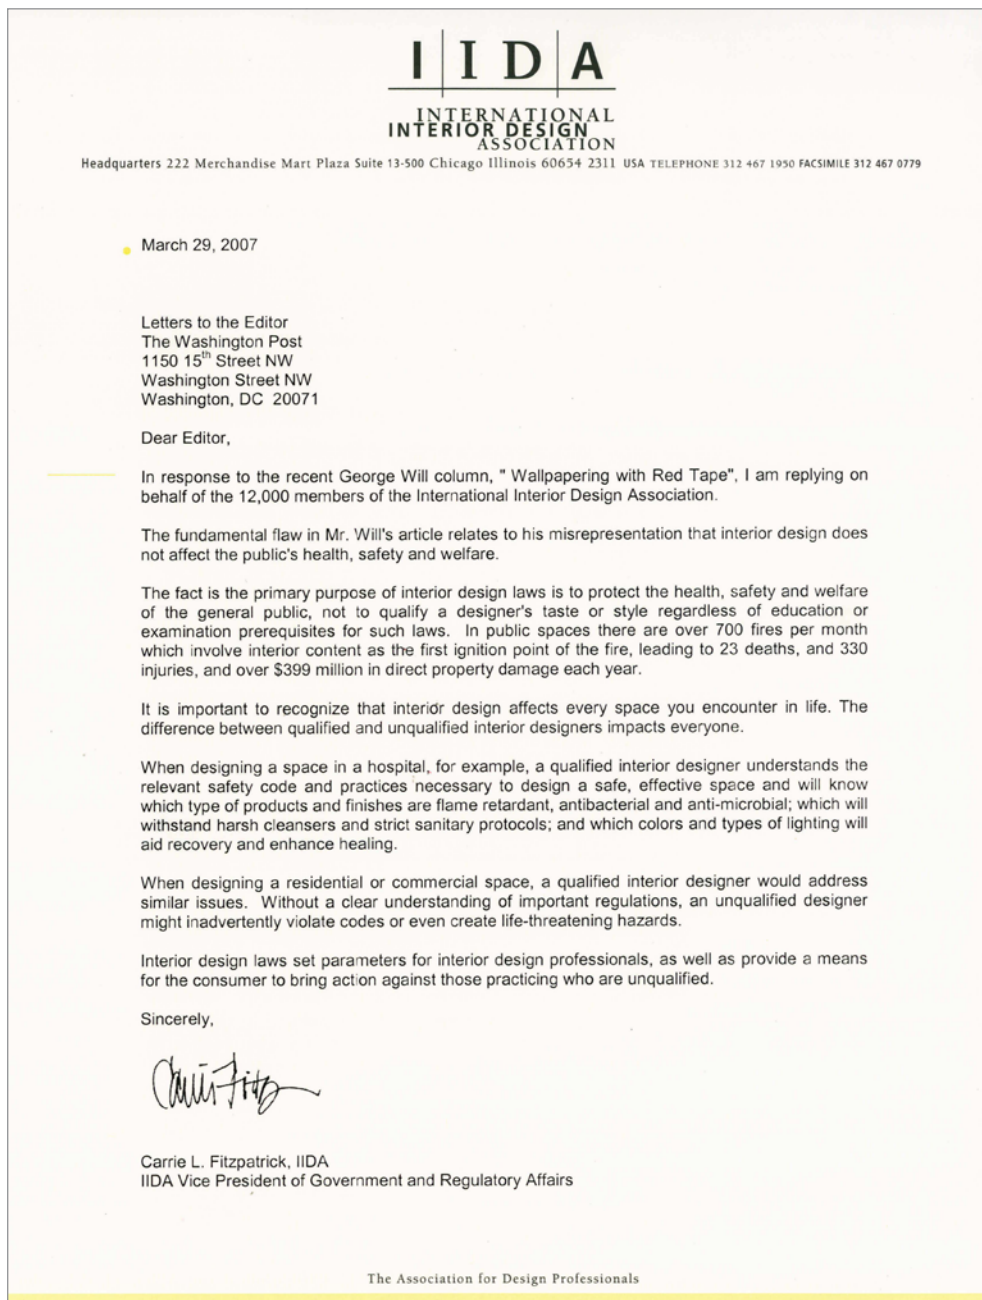 I I D A
INTERNATIONAL
INTERIOR DESIGN
ASSOCIATION
Headquarters 222 Merchandise Mart Plaza Suite 13-500 Chicago Illinois 60654 2311 USA TELEPHONE 312 467 1950 FACSIMILE 312 467 0779
March 29, 2007
Letters to the Editor
The Washington Post
1150 15th Street NW
Washington Street NW
Washington, DC 20071
Dear Editor,
In response to the recent George Will column, " Wallpapering with Red Tape", I am replying on
behalf of the 12,000 members of the International Interior Design Association.
The fundamental flaw in Mr. Will's article relates to his misrepresentation that interior design does
not affect the public's health, safety and welfare.
The fact is the primary purpose of interior design laws is to protect the health, safety and welfare
of the general public, not to qualify a designer's taste or style regardless of education or
examination prerequisites for such laws. In public spaces there are over 700 fires per month
which involve interior content as the first ignition point of the fire, leading to 23 deaths, and 330
injuries, and over $399 million in direct property damage each year.
It is important to recognize that interior design affects every space you encounter in life. The
difference between qualified and unqualified interior designers impacts everyone.
When designing a space in a hospital, for example, a qualified interior designer understands the
relevant safety code and practices necessary to design a safe, effective space and will know
which type of products and finishes are flame retardant, antibacterial and anti-microbial; which will
withstand harsh cleansers and strict sanitary protocols; and which colors and types of lighting will
aid recovery and enhance healing.
When designing a residential or commercial space, a qualified interior designer would address
similar issues. Without a clear understanding of important regulations, an unqualified designer
might inadvertently violate codes or even create life-threatening hazards.
Interior design laws set parameters for interior design professionals, as well as provide a means
for the consumer to bring action against those practicing who are unqualified.
Sincerely,
Carrie L. Fitzpatrick, IIDA
IIDA Vice President of Government and Regulatory Affairs
The Association for Design Professionals